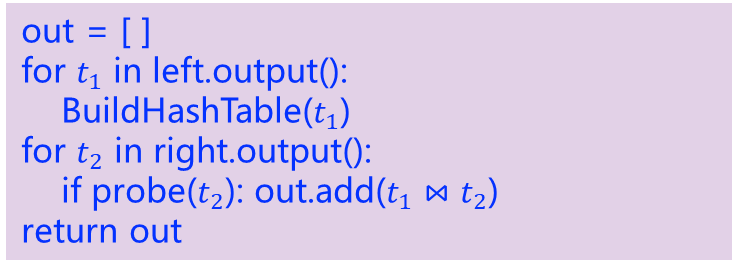 out = [ ]
for t₁ in left.output():
    BuildHashTable(t₁)
for t₂ in right.output():
    if probe(t₂): out.add(t₁ ⋈ t₂)
return out